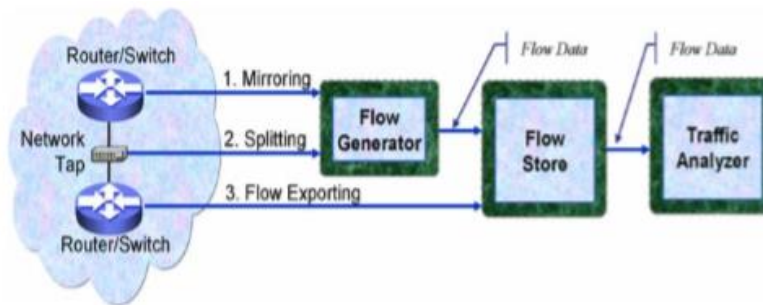 Router/Switch
1. Mirroring
Network
Tap
2. Splitting
3. Flow Exporting
Router/Switch
Flow
Generator
Flow Data
Flow
Store
Flow Data
Traffic
Analyzer